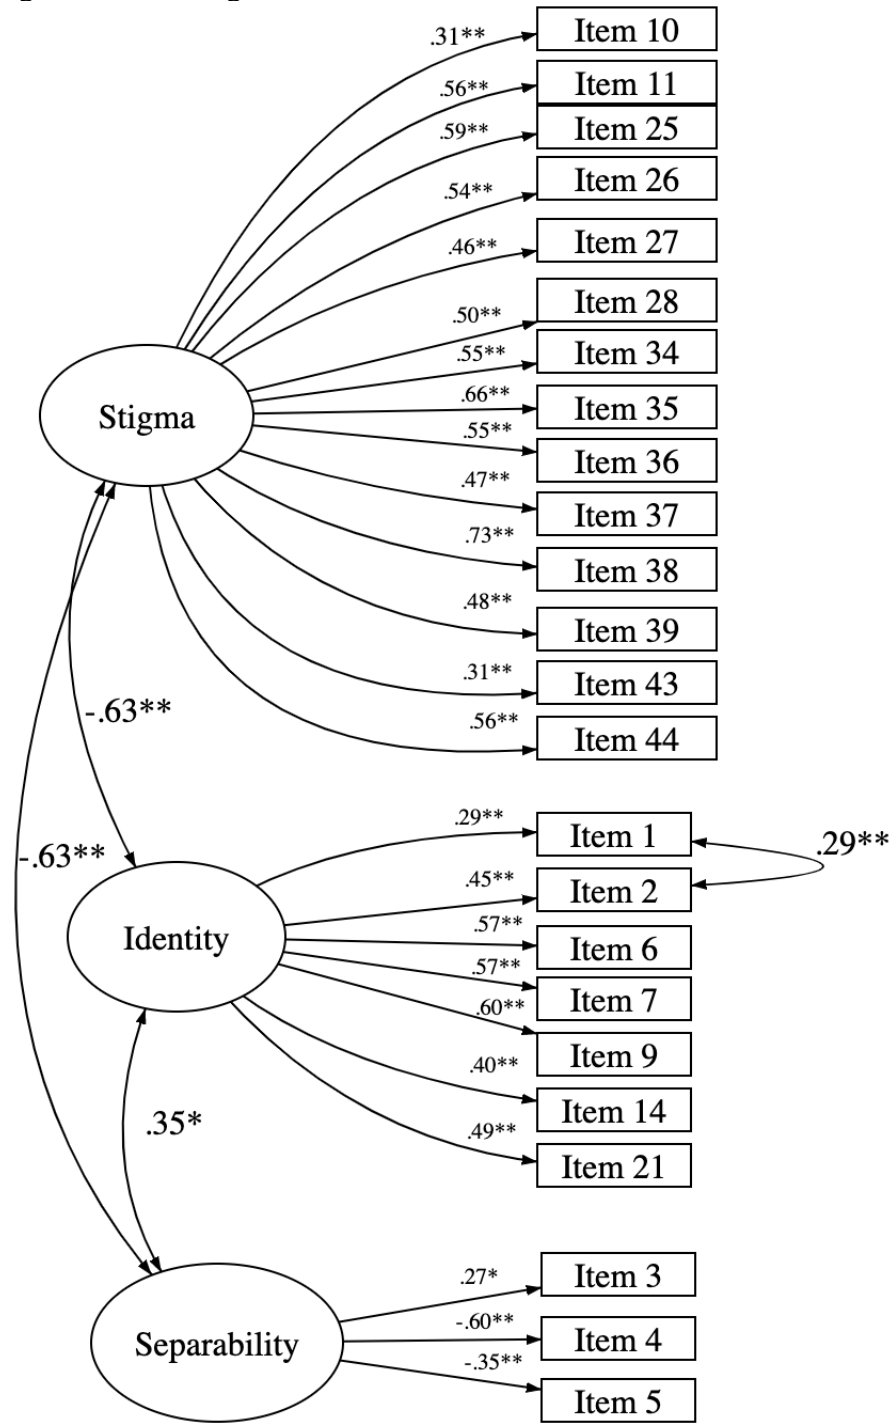 .31**
Item 10
.56**
Item 11
.59**
Item 25
.54**
Item 26
.46**
Item 27
.50**
Item 28
.55**
Item 34
.66**
Item 35
Stigma
.55**
Item 36
.47**
Item 37
.73**
Item 38
.48**
Item 39
.31**
Item 43
.56**
Item 44
-.63**
-.63**
.29**
Item 1
.29**
.45**
Item 2
.57**
Item 6
Identity
.57**
Item 7
.60**
Item 9
.40**
Item 14
.49**
Item 21
.35*
.27*
Item 3
-.60**
Item 4
Separability
-.35**
Item 5